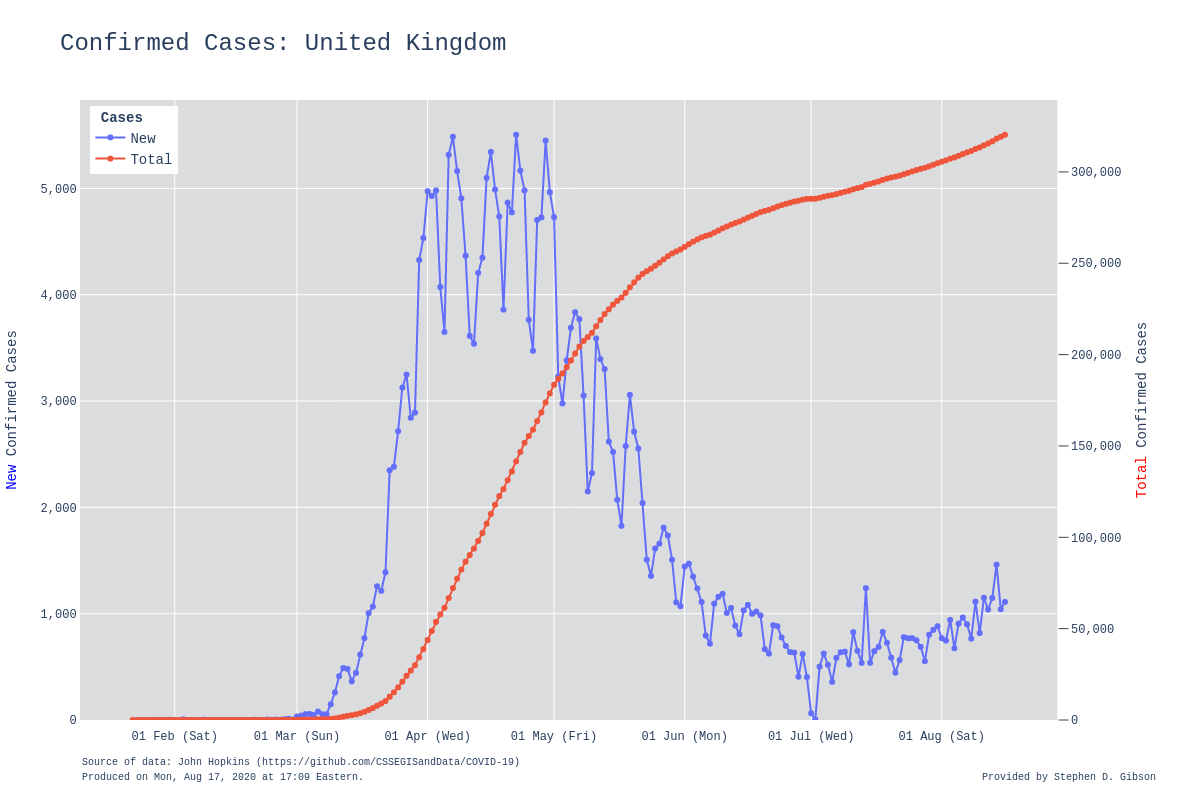 Confirmed Cases: United Kingdom
Cases
New
Total
5,000
4,000
3,000
2,000
1,000
0
New Confirmed Cases
300,000
250,000
200,000
150,000
100,000
50,000
0
Total Confirmed Cases
01 Feb (Sat) 01 Mar (Sun) 01 Apr (Wed) 01 May (Fri) 01 Jun (Mon) 01 Jul (Wed) 01 Aug (Sat)
Source of data: John Hopkins (https://github.com/CSSEGISandData/COVID-19)
Produced on Mon, Aug 17, 2020 at 17:09 Eastern.
Provided by Stephen D. Gibson